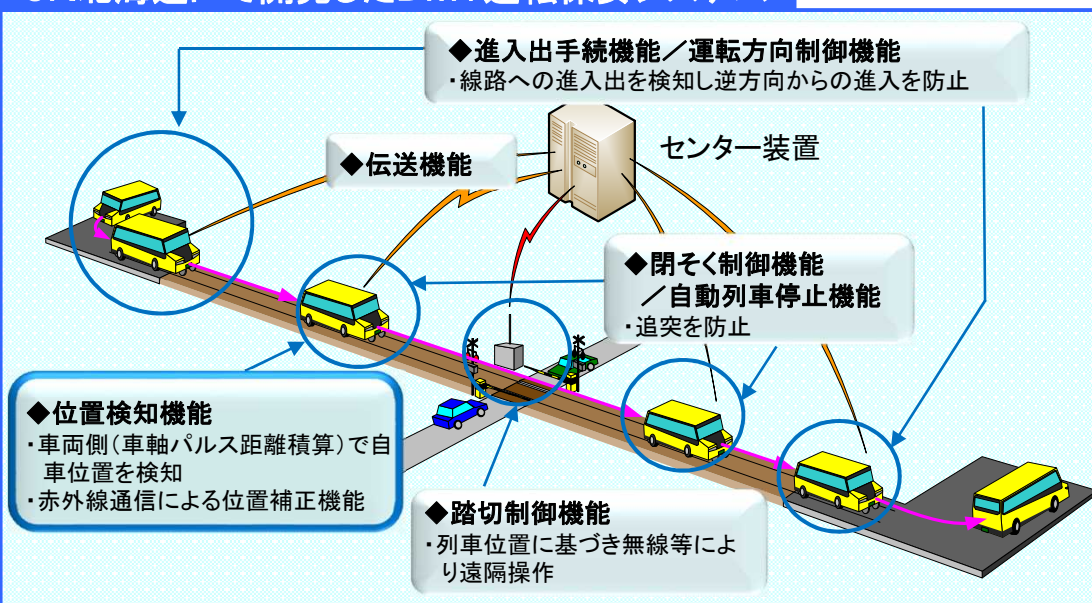 ◆進入出手続機能／運転方向制御機能
・線路への進入出を検知し逆方向からの進入を防止
センター装置
◆伝送機能
◆閉そく制御機能
／自動列車停止機能
・追突を防止
◆位置検知機能
・車両側(車軸パルス距離積算)で自
車位置を検知
・赤外線通信による位置補正機能
◆踏切制御機能
・列車位置に基づき無線等によ
り遠隔操作